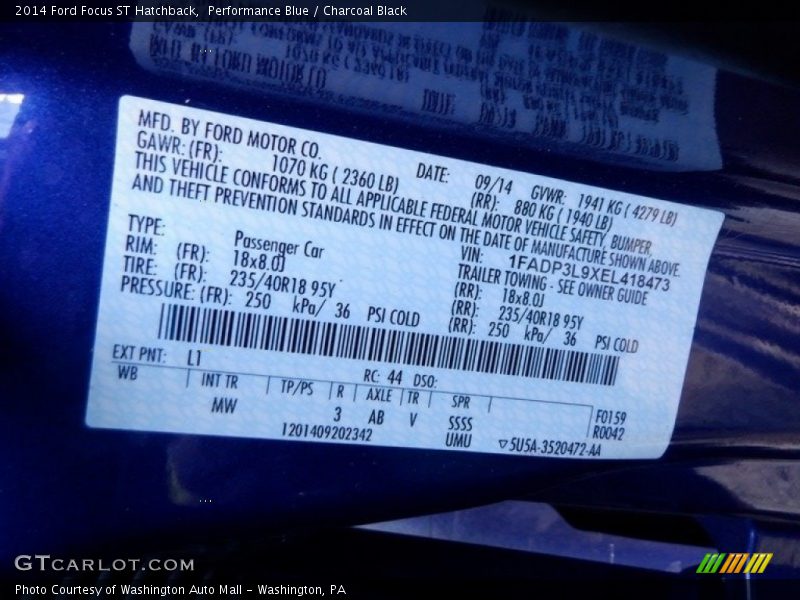 2014 Ford Focus ST Hatchback, Performance Blue / Charcoal Black
MFD. BY FORD MOTOR CO. DATE: 09/14 GVWR: 1941 KG ( 4279 LB)
GAWR: (FR): 1070 KG ( 2360 LB) (RR): 880 KG ( 1940 LB)
THIS VEHICLE CONFORMS TO ALL APPLICABLE FEDERAL MOTOR VEHICLE SAFETY, BUMPER,
AND THEFT PREVENTION STANDARDS IN EFFECT ON THE DATE OF MANUFACTURE SHOWN ABOVE.
VIN: 1FADP3L9XEL418473
TYPE: Passenger Car TRAILER TOWING - SEE OWNER GUIDE
RIM: (FR): 18x8.0J (RR): 18x8.0J
TIRE: (FR): 235/40R18 95Y (RR): 235/40R18 95Y
PRESSURE: (FR): 250 kPa/ 36 PSI COLD (RR): 250 kPa/ 36 PSI COLD
EXT PNT: L1 RC: 44 DSO:
WB INT TR TP/PS R AXLE TR SPR
MW 3 AB V SSSS F0159
UMU R0042
1201409202342 ▽5U5A-3520472-AA
GTCARLOT.COM
Photo Courtesy of Washington Auto Mall - Washington, PA